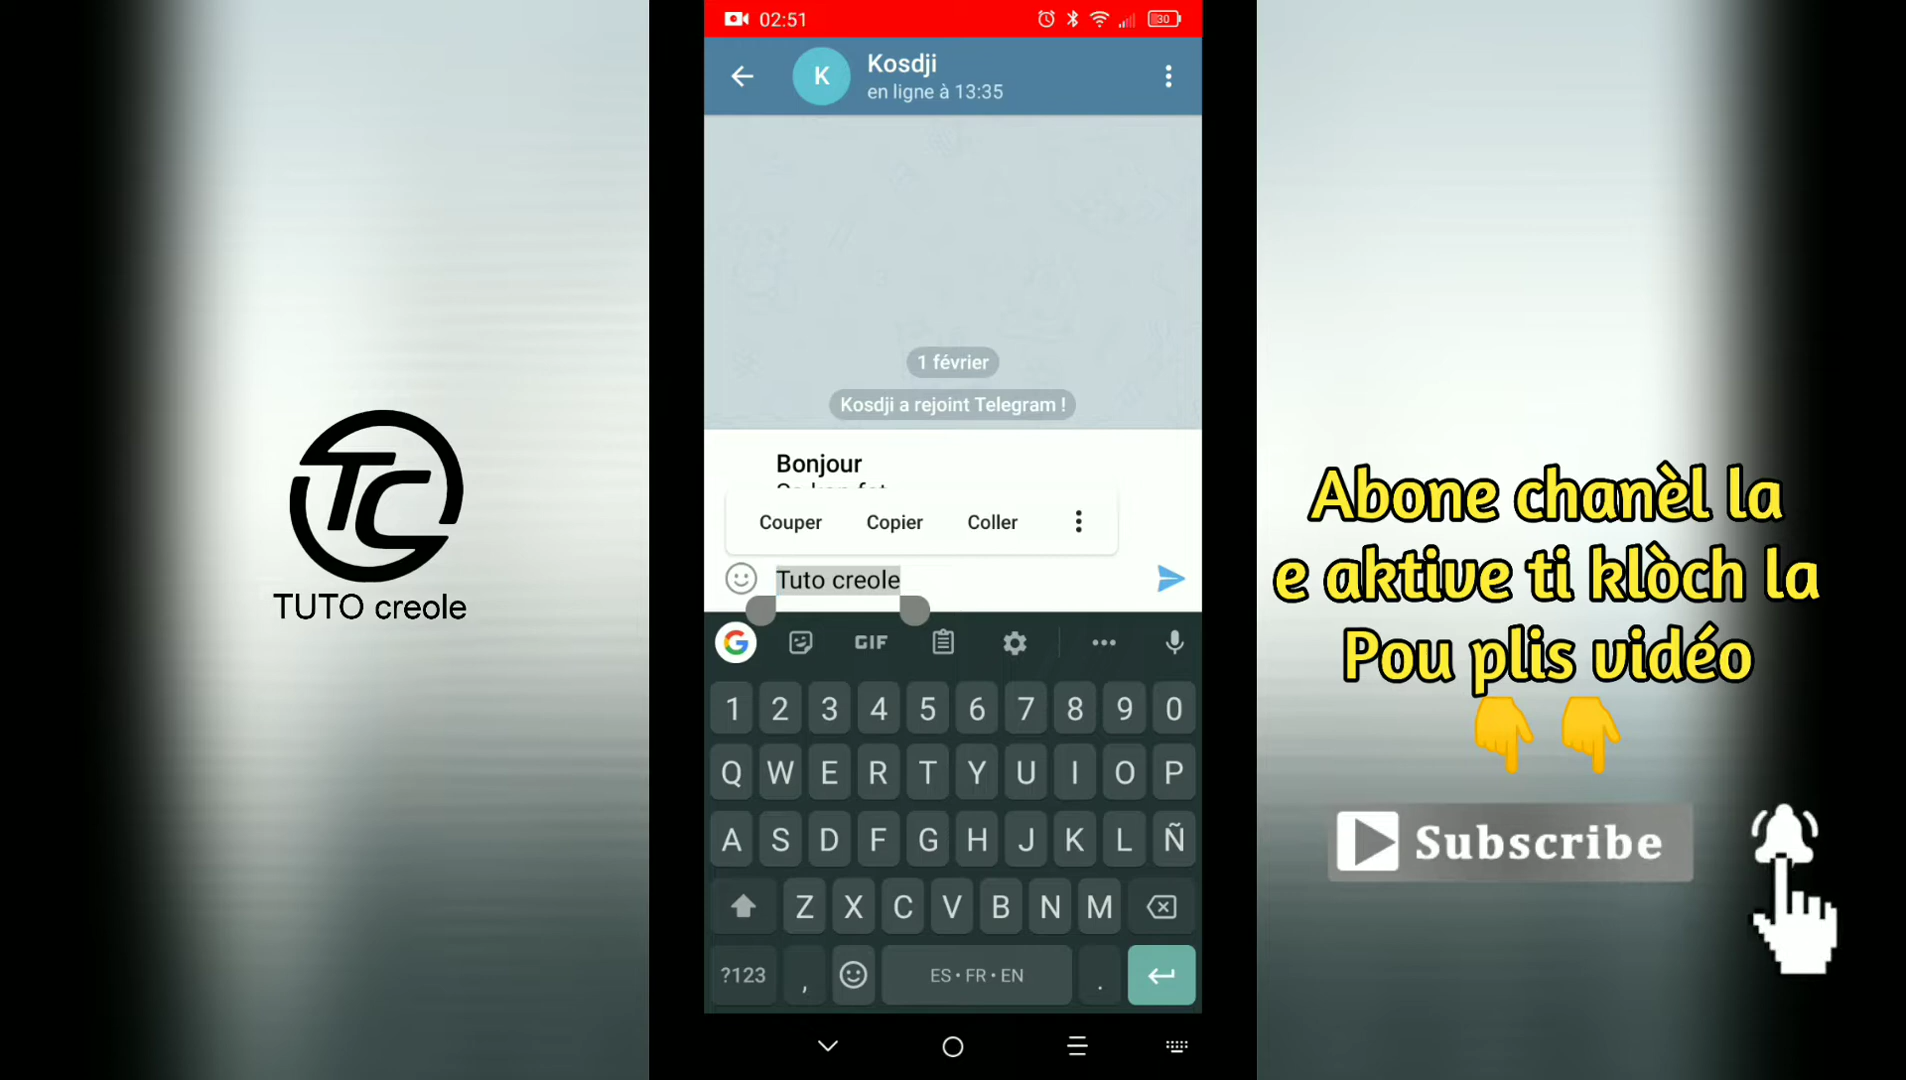 TC
TUTO creole
02:51
30
K
Kosdji
en ligne à 13:35
1 février
Kosdji a rejoint Telegram !
Bonjour
Couper Copier Coller
Tuto creole
G GIF
1 2 3 4 5 6 7 8 9 0
Q W E R T Y U I O P
A S D F G H J K L Ñ
Z X C V B N M
?123 , ES • FR • EN .
Abone chanèl la
e aktive ti klòch la
Pou plis vidéo
Subscribe